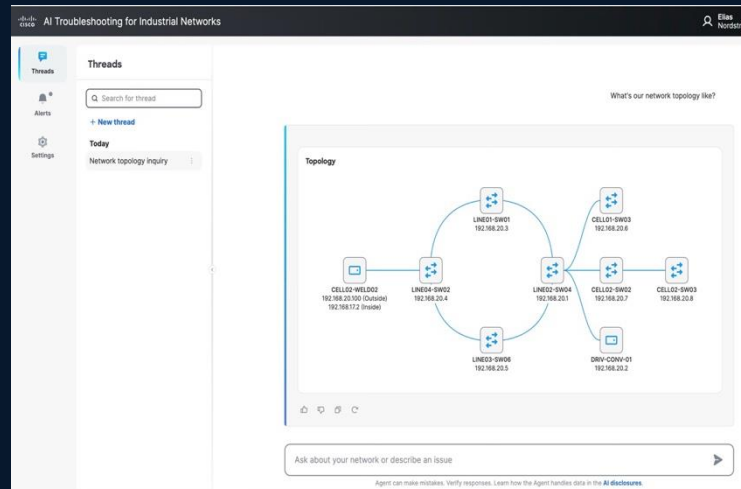 CISCO
AI Troubleshooting for Industrial Networks
Elias
Threads
Alerts
Settings
Threads
Search for thread
+ New thread
Today
Network topology inquiry
What's our network topology like?
Topology
LINE01-SW01
192.168.20.3
CELL01-SW03
192.168.20.6
CELL02-WELD02
192.168.20.100 (Outside)
192.168.17.2 (Inside)
LINE04-SW02
192.168.20.4
LINE02-SW04
192.168.20.1
CELL02-SW02
192.168.20.7
CELL02-SW03
192.168.20.8
LINE03-SW06
192.168.20.5
DRIV-CONV-01
192.168.20.2
Ask about your network or describe an issue
Agent can make mistakes. Verify responses. Learn how the Agent handles data in the AI disclosures.